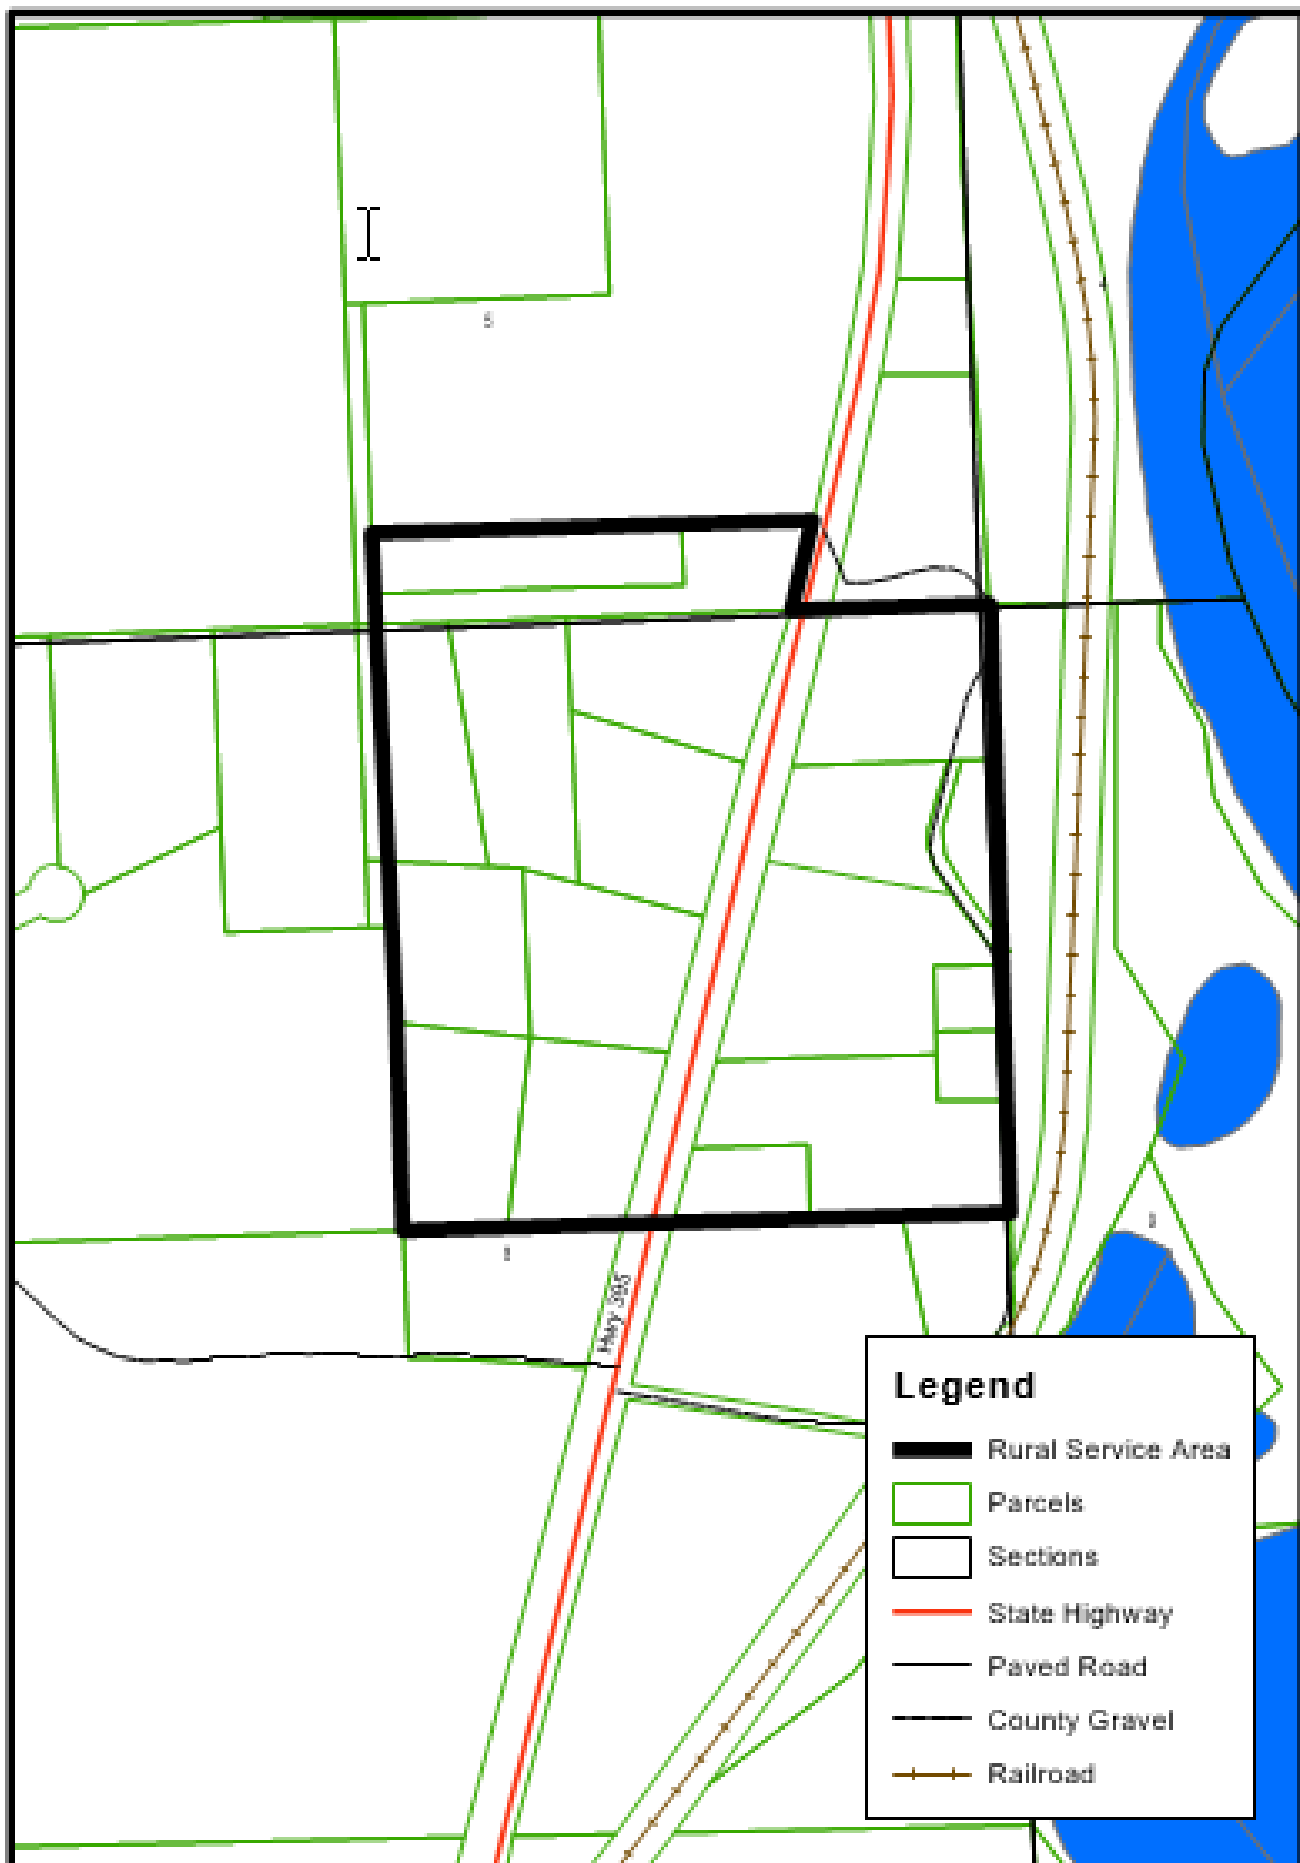 Hwy 395
Legend
Rural Service Area
Parcels
Sections
State Highway
Paved Road
County Gravel
Railroad